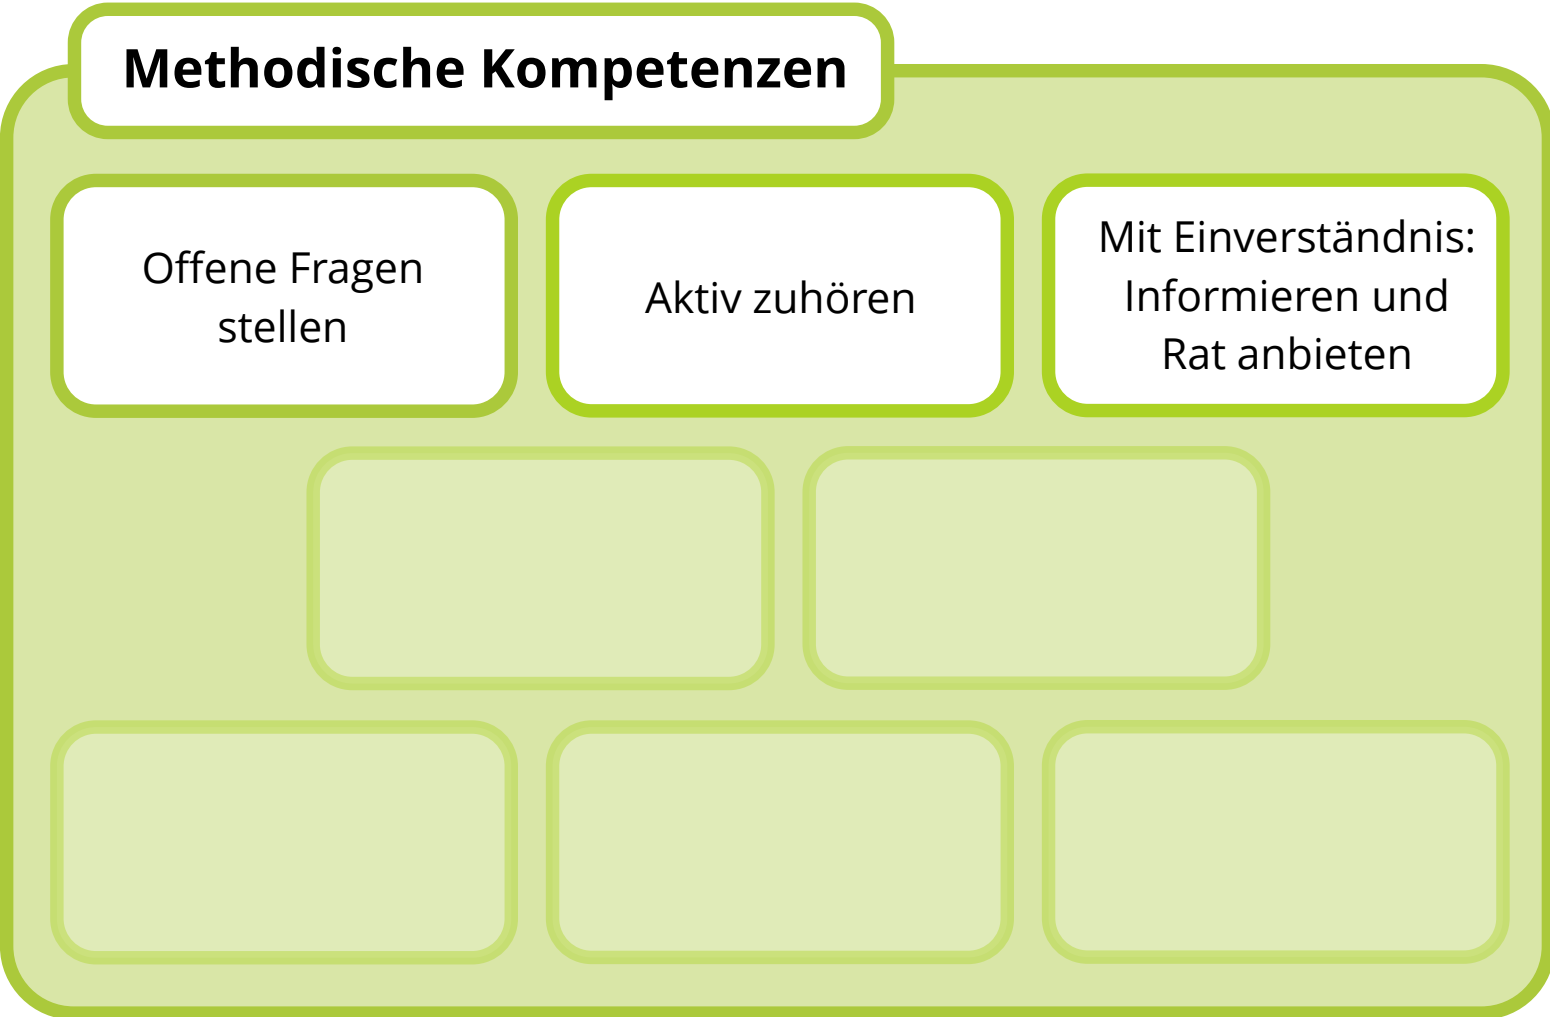 Methodische Kompetenzen
Offene Fragen
stellen
Aktiv zuhören
Mit Einverständnis:
Informieren und
Rat anbieten